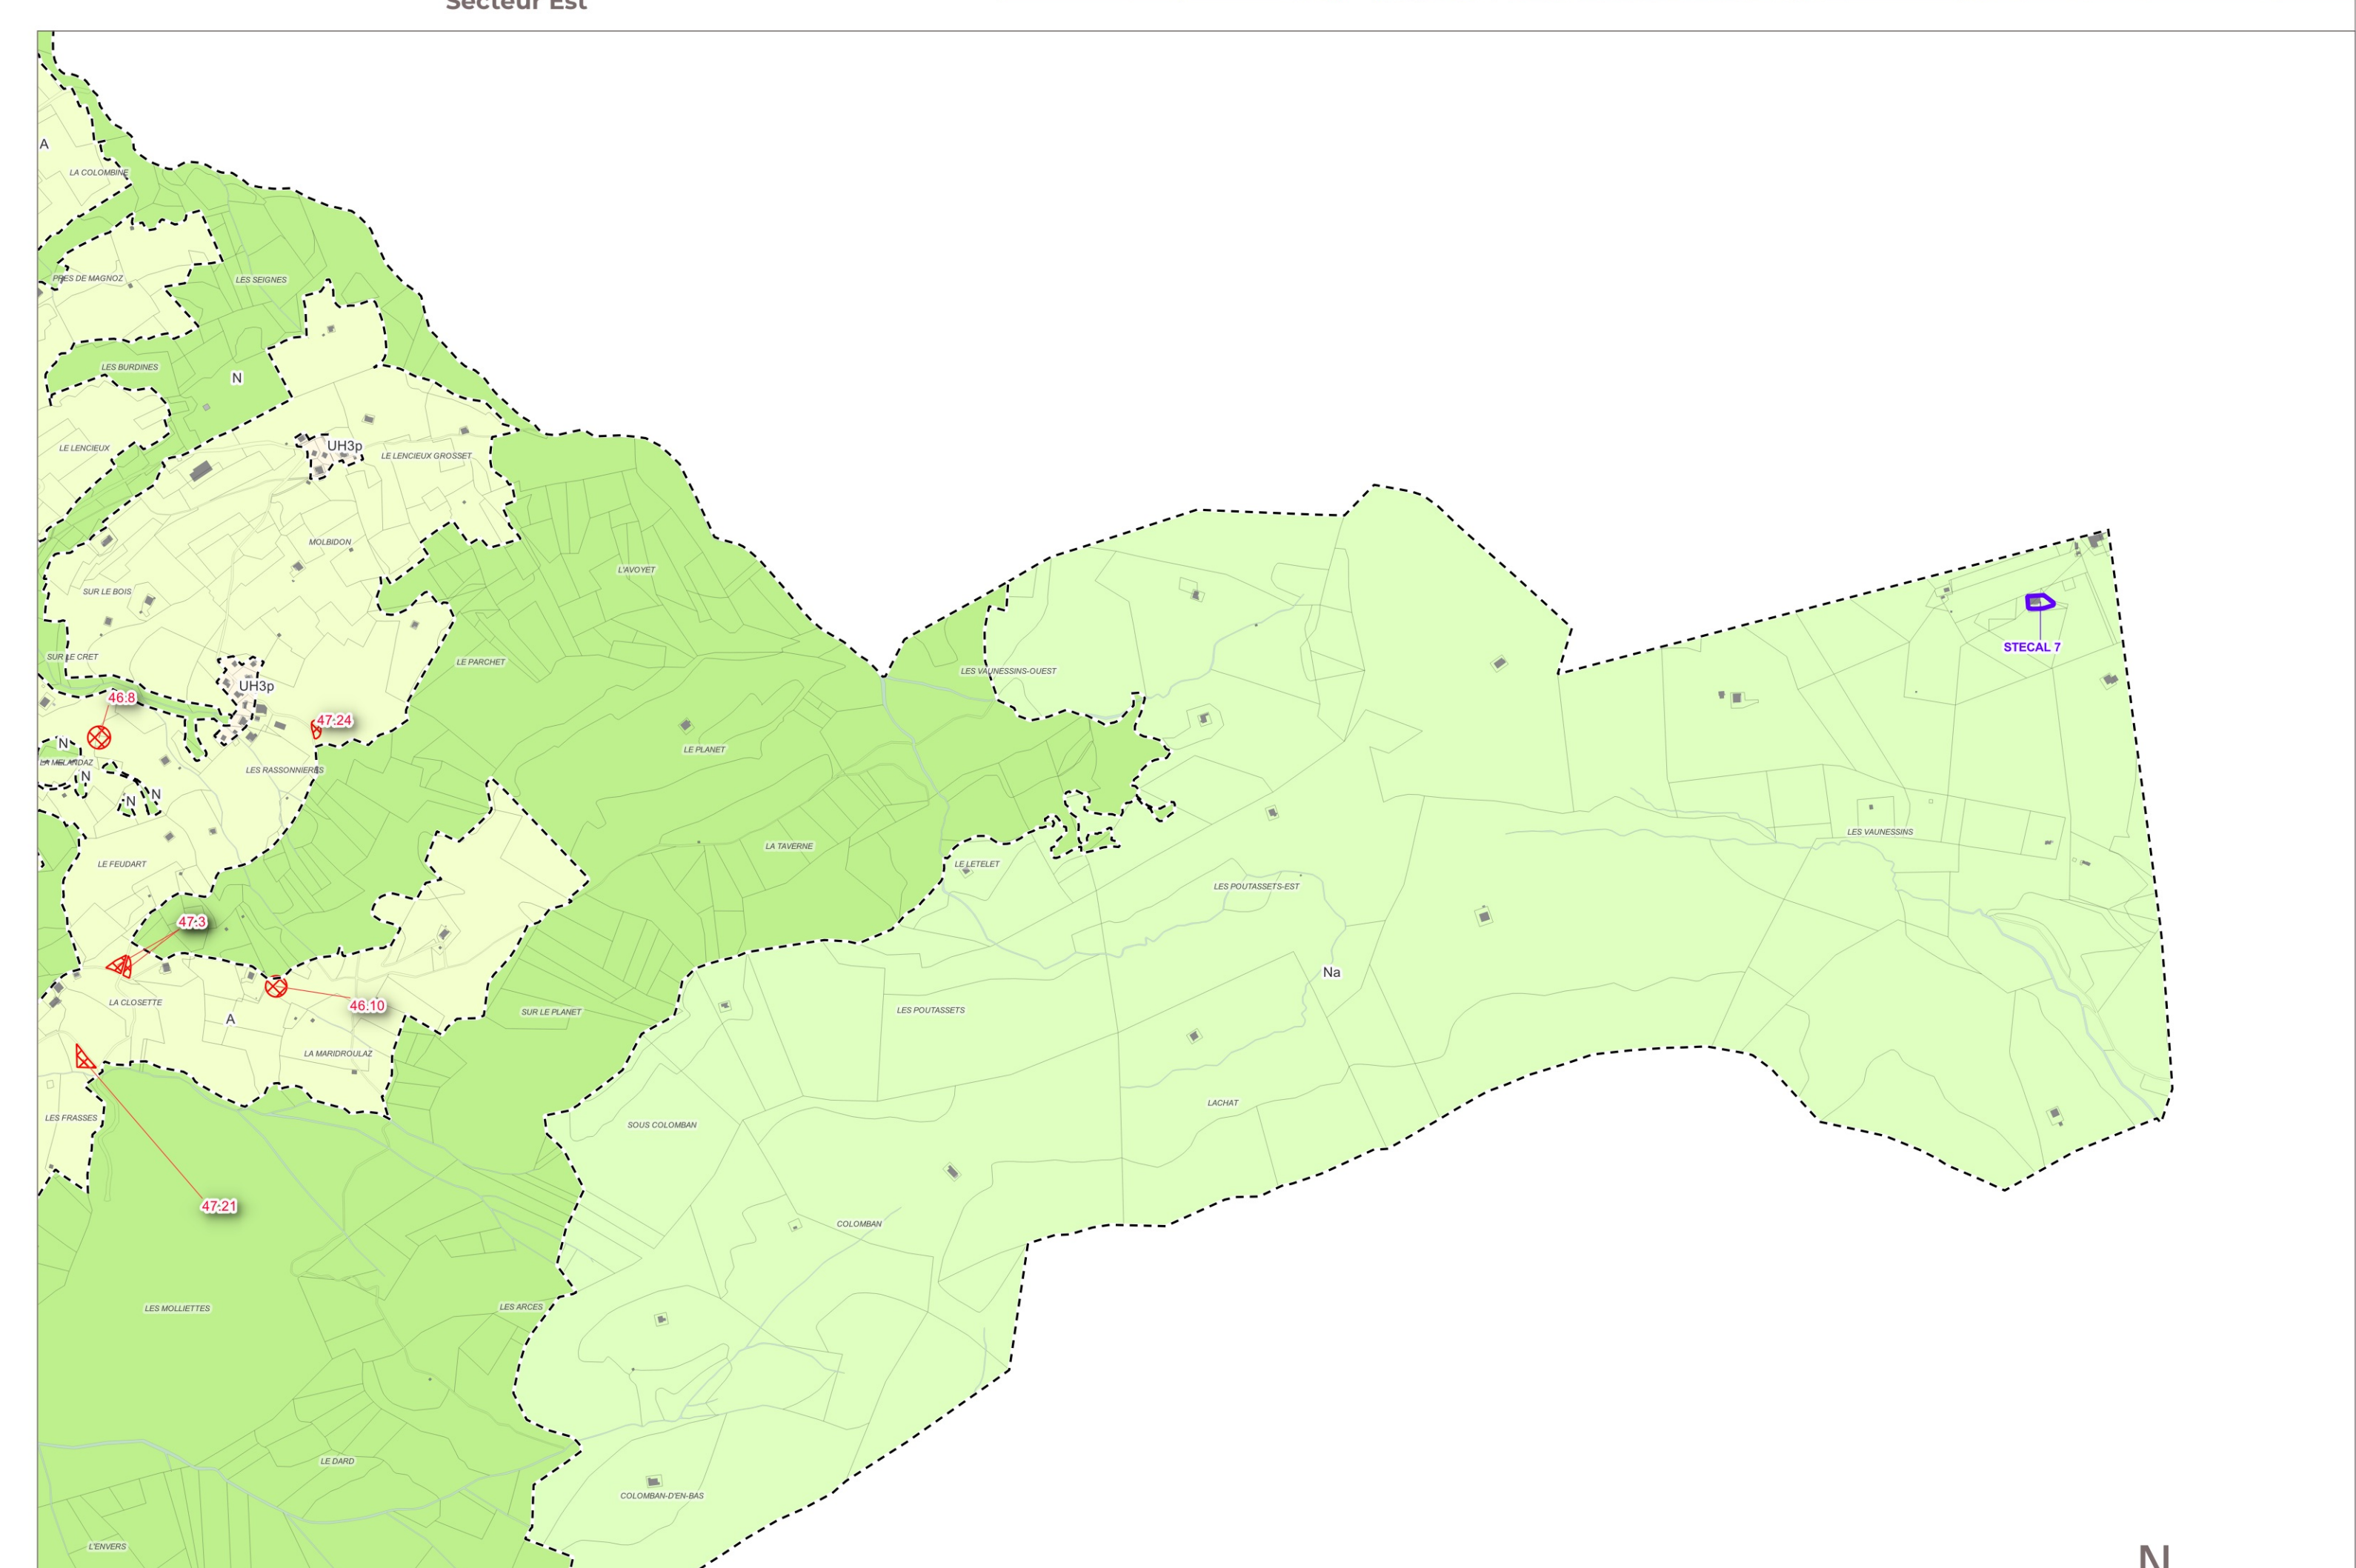 Secteur Est
A
LA COLOMBINE
PRES DE MAGNOZ
LES SEIGNES
LES BURDINES
N
LE LENCIEUX
UH3p
LE LENCIEUX GROSSET
MOLBIDON
L'AVOYET
SUR LE BOIS
STECAL 7
SUR LE CRET
LE PARCHET
LES VAUNESSINS-OUEST
UH3p
46:8
47:24
N
LE PLANET
LA MELANDAZ
LES RASSONNIERES
N
N
N
LES VAUNESSINS
LA TAVERNE
LE FEUDART
LE LETELET
LES POUTASSETS-EST
47:3
Na
LA CLOSETTE
46:10
SUR LE PLANET
LES POUTASSETS
A
LA MARIDROULAZ
LACHAT
LES FRASSES
SOUS COLOMBAN
47:21
COLOMBAN
LES MOLLIETTES
LES ARCES
LE DARD
COLOMBAN-D'EN-BAS
L'ENVERS
N